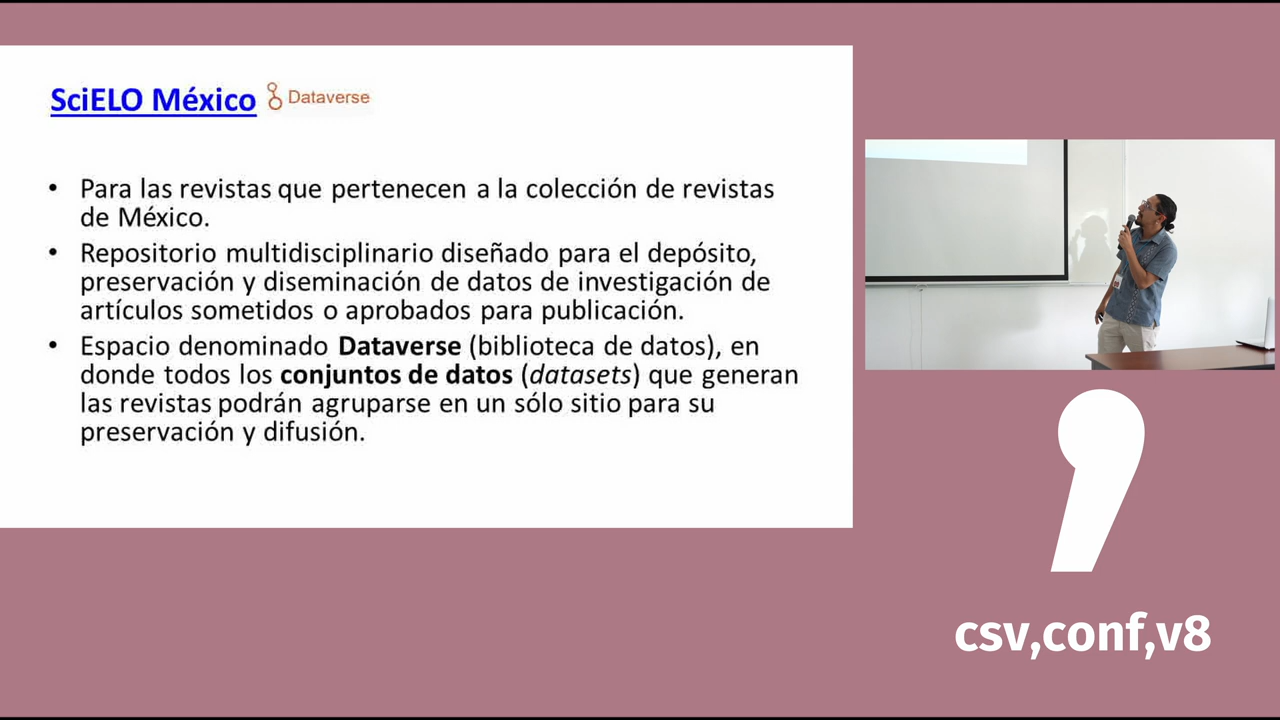 SciELO México Dataverse
• Para las revistas que pertenecen a la colección de revistas
de México.
• Repositorio multidisciplinario diseñado para el depósito,
preservación y diseminación de datos de investigación de
artículos sometidos o aprobados para publicación.
• Espacio denominado Dataverse (biblioteca de datos), en
donde todos los conjuntos de datos (datasets) que generan
las revistas podrán agruparse en un sólo sitio para su
preservación y difusión.
csv,conf,v8